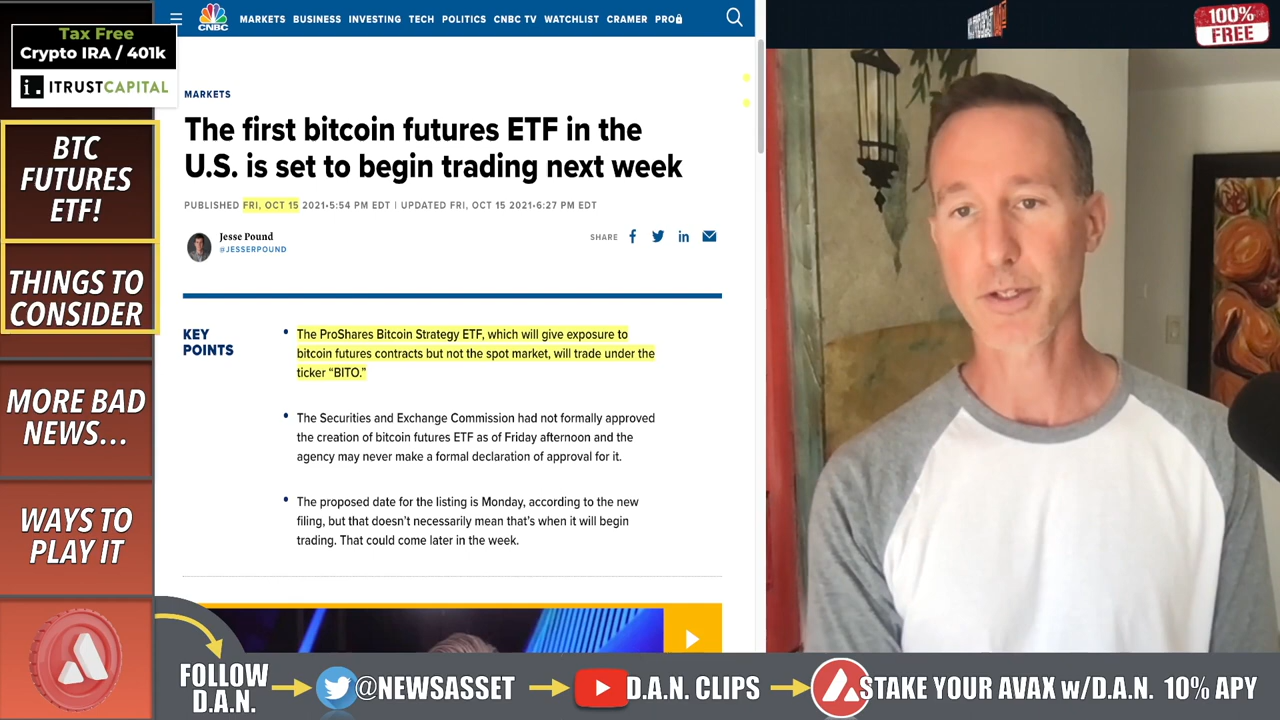 Tax Free
Crypto IRA / 401k
i. ITRUSTCAPITAL
BTC
FUTURES
ETF!
THINGS TO
CONSIDER
MORE BAD
NEWS...
WAYS TO
PLAY IT
CNBC
MARKETS BUSINESS INVESTING TECH POLITICS CNBC TV WATCHLIST CRAMER PRO
MARKETS
The first bitcoin futures ETF in the
U.S. is set to begin trading next week
PUBLISHED FRI, OCT 15 2021•5:54 PM EDT | UPDATED FRI, OCT 15 2021•6:27 PM EDT
Jesse Pound
#JESSERPOUND
SHARE
KEY
POINTS
• The ProShares Bitcoin Strategy ETF, which will give exposure to
bitcoin futures contracts but not the spot market, will trade under the
ticker “BITO.”
• The Securities and Exchange Commission had not formally approved
the creation of bitcoin futures ETF as of Friday afternoon and the
agency may never make a formal declaration of approval for it.
• The proposed date for the listing is Monday, according to the new
filing, but that doesn’t necessarily mean that’s when it will begin
trading. That could come later in the week.
100%
FREE
FOLLOW
D.A.N.
@NEWSASSET
D.A.N. CLIPS
STAKE YOUR AVAX w/D.A.N. 10% APY